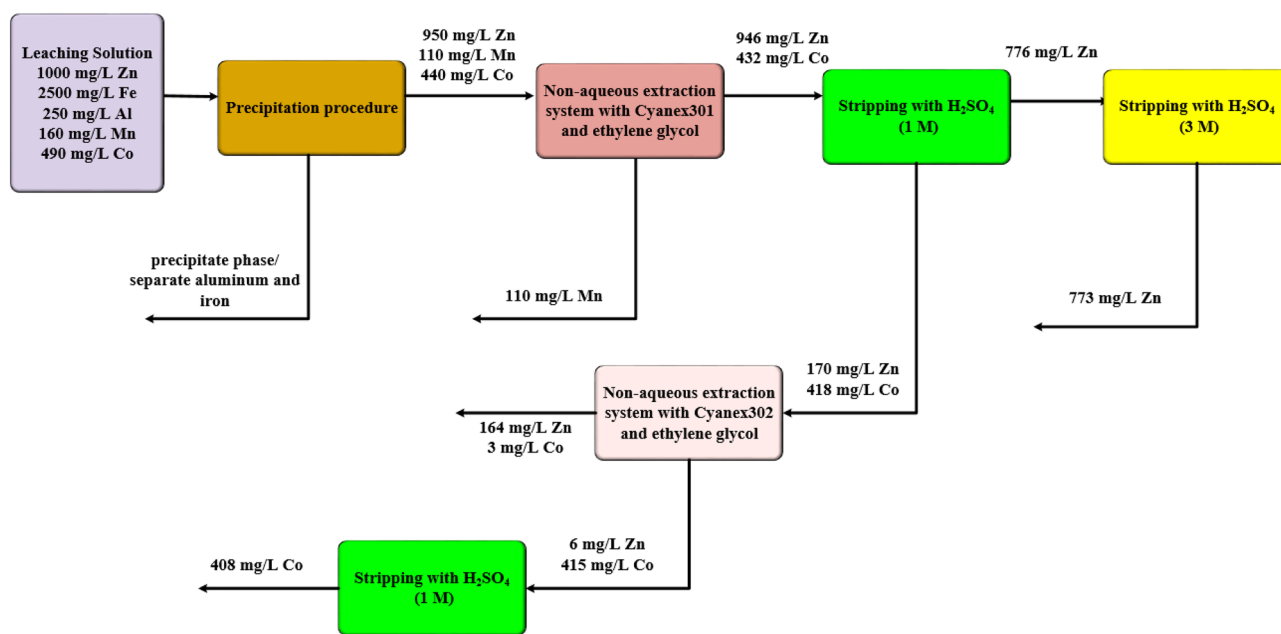 Leaching Solution
1000 mg/L Zn
2500 mg/L Fe
250 mg/L Al
160 mg/L Mn
490 mg/L Co
Precipitation procedure
950 mg/L Zn
110 mg/L Mn
440 mg/L Co
Non-aqueous extraction
system with Cyanex301
and ethylene glycol
946 mg/L Zn
432 mg/L Co
Stripping with H₂SO₄
(1 M)
776 mg/L Zn
Stripping with H₂SO₄
(3 M)
precipitate phase/
separate aluminum and
iron
110 mg/L Mn
773 mg/L Zn
170 mg/L Zn
418 mg/L Co
Non-aqueous extraction
system with Cyanex302
and ethylene glycol
164 mg/L Zn
3 mg/L Co
6 mg/L Zn
415 mg/L Co
Stripping with H₂SO₄
(1 M)
408 mg/L Co